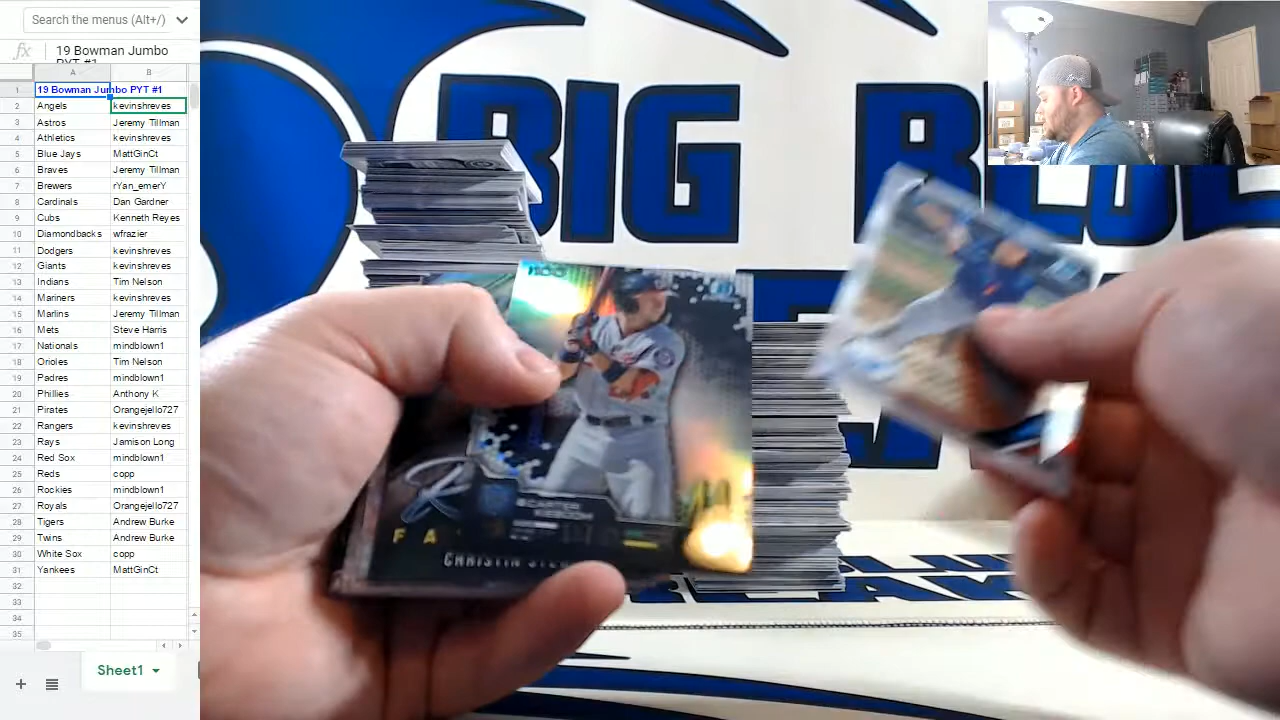 Search the menus (Alt+/)
fx
19 Bowman Jumbo
PYT #1
A B
1 19 Bowman Jumbo PYT #1
2 Angels kevinshreves
3 Astros Jeremy Tillman
4 Athletics kevinshreves
5 Blue Jays MattGinCt
6 Braves Jeremy Tillman
7 Brewers rYan_emerY
8 Cardinals Dan Gardner
9 Cubs Kenneth Reyes
10 Diamondbacks wfrazier
11 Dodgers kevinshreves
12 Giants kevinshreves
13 Indians Tim Nelson
14 Mariners kevinshreves
15 Marlins Jeremy Tillman
16 Mets Steve Harris
17 Nationals mindblown1
18 Orioles Tim Nelson
19 Padres mindblown1
20 Phillies Anthony K
21 Pirates Orangejello727
22 Rangers kevinshreves
23 Rays Jamison Long
24 Red Sox mindblown1
25 Reds copp
26 Rockies mindblown1
27 Royals Orangejello727
28 Tigers Andrew Burke
29 Twins Andrew Burke
30 White Sox copp
31 Yankees MattGinCt
32
33
34
35
Sheet1
BIG BLUE
CHRISTIN